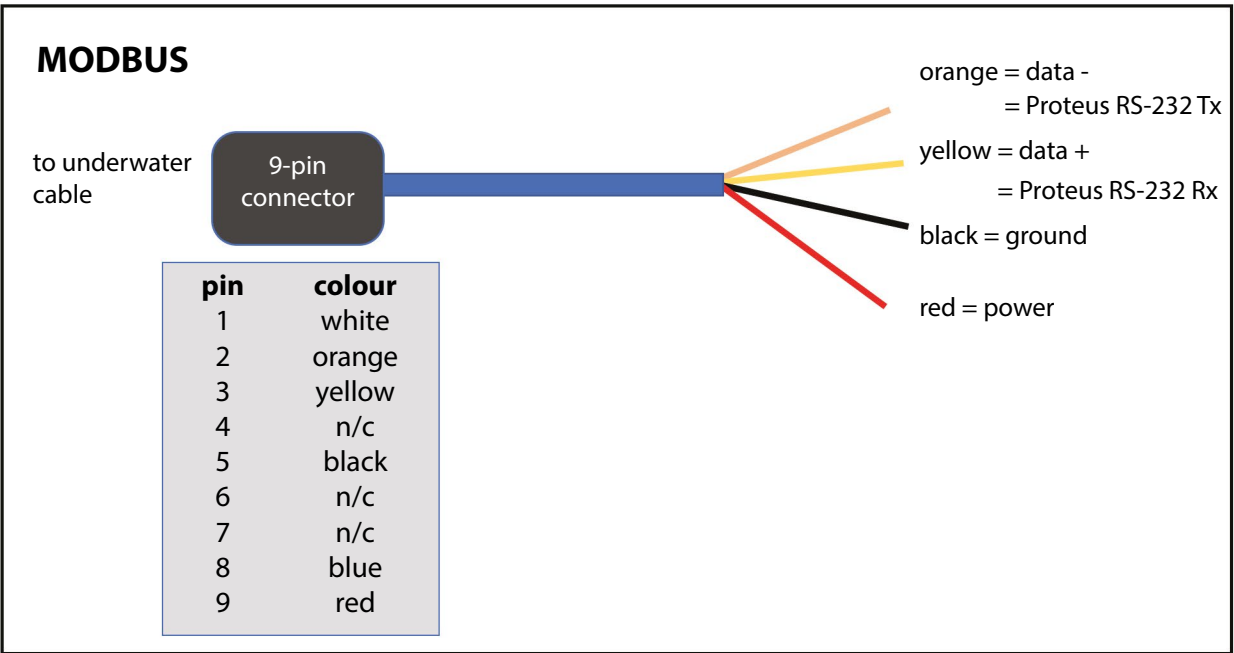 MODBUS
to underwater
cable
9-pin
connector
orange = data -
= Proteus RS-232 Tx
yellow = data +
= Proteus RS-232 Rx
black = ground
red = power
pin colour
1 white
2 orange
3 yellow
4 n/c
5 black
6 n/c
7 n/c
8 blue
9 red